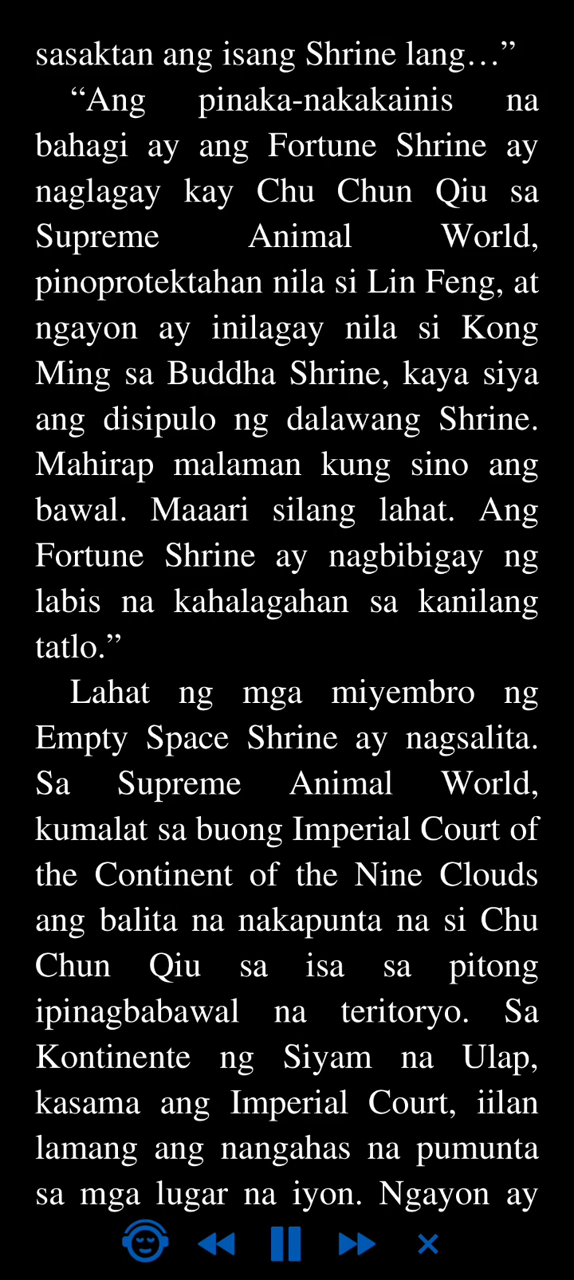 sasaktan ang isang Shrine lang…”
“Ang pinaka-nakakainis na
bahagi ay ang Fortune Shrine ay
naglagay kay Chu Chun Qiu sa
Supreme Animal World,
pinoprotektahan nila si Lin Feng, at
ngayon ay inilagay nila si Kong
Ming sa Buddha Shrine, kaya siya
ang disipulo ng dalawang Shrine.
Mahirap malaman kung sino ang
bawal. Maaari silang lahat. Ang
Fortune Shrine ay nagbibigay ng
labis na kahalagahan sa kanilang
tatlo.”
Lahat ng mga miyembro ng
Empty Space Shrine ay nagsalita.
Sa Supreme Animal World,
kumalat sa buong Imperial Court of
the Continent of the Nine Clouds
ang balita na nakapunta na si Chu
Chun Qiu sa isa sa pitong
ipinagbabawal na teritoryo. Sa
Kontinente ng Siyam na Ulap,
kasama ang Imperial Court, iilan
lamang ang nangahas na pumunta
sa mga lugar na iyon. Ngayon ay